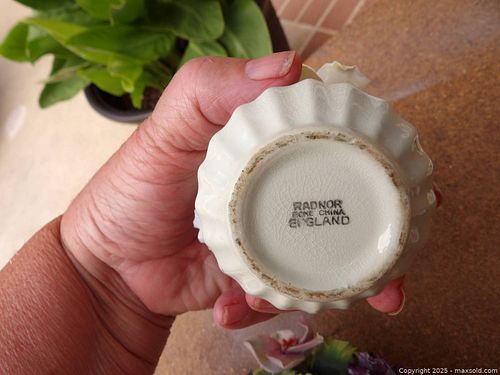 RADNOR
BONE CHINA
ENGLAND
Copyright 2025 - maxsold.com